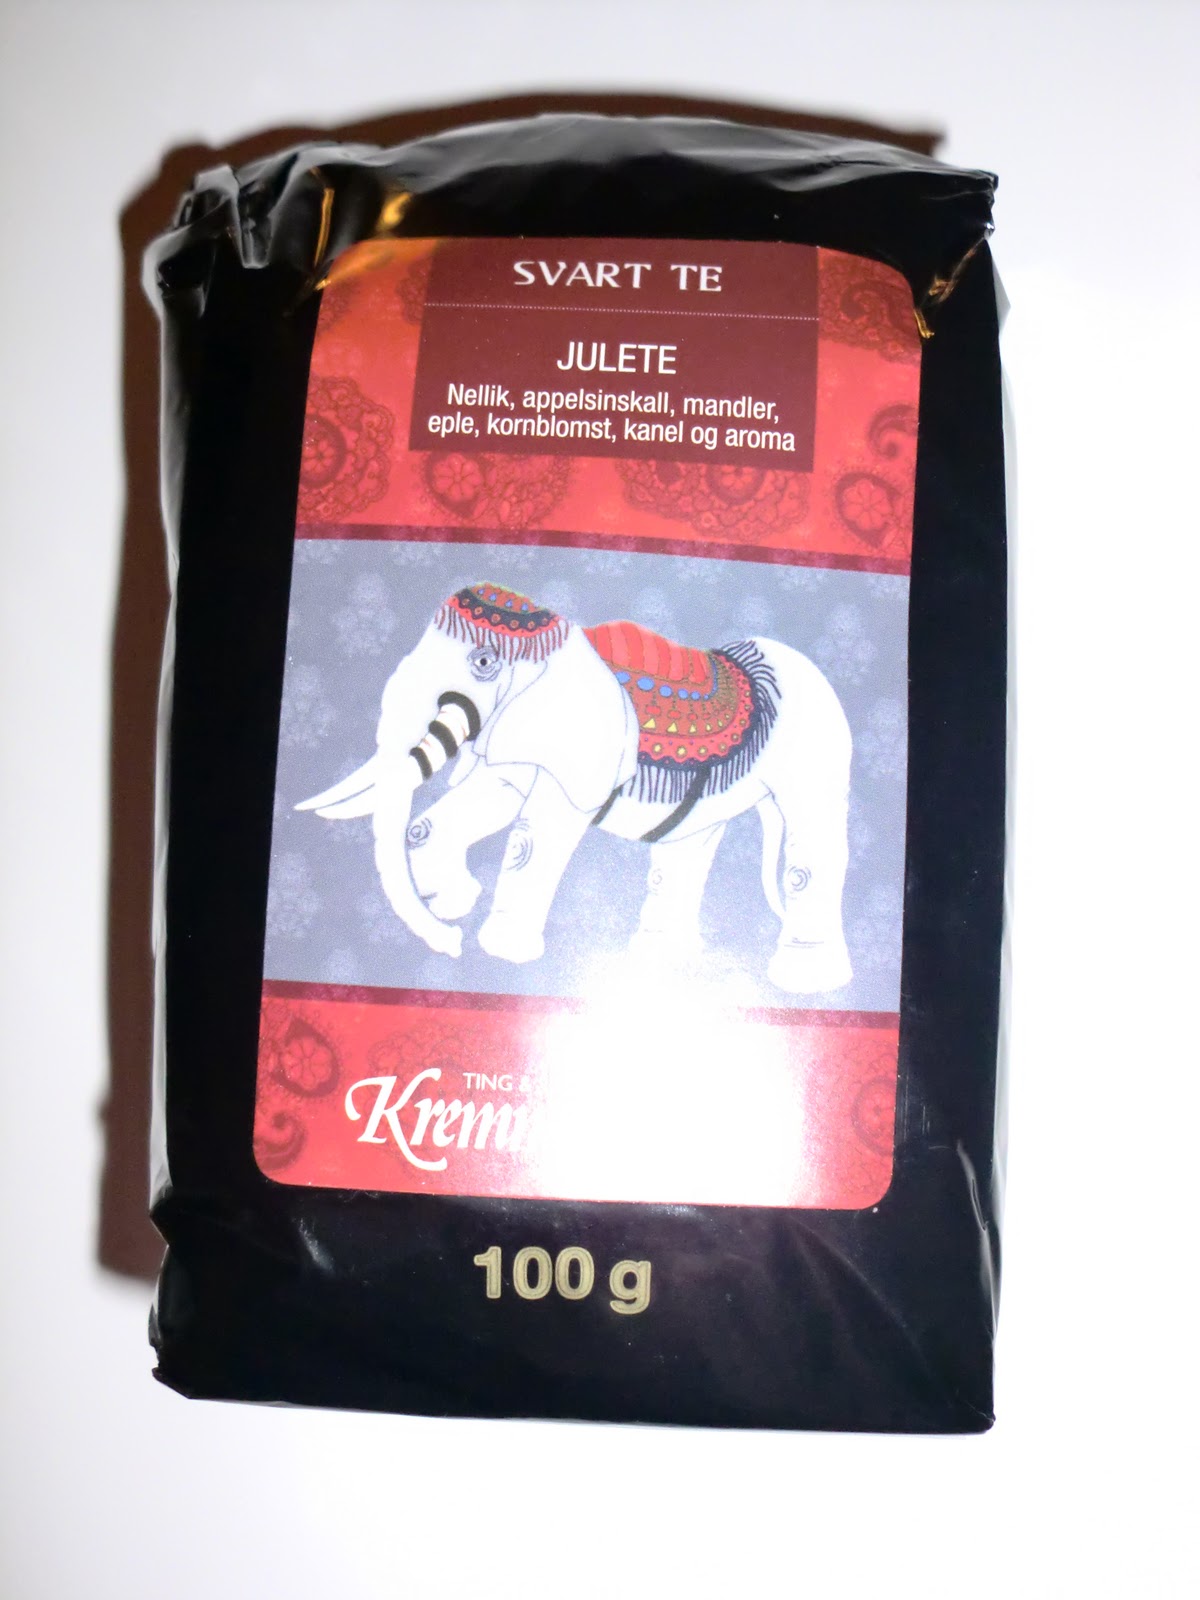 SVART TE
JULETE
Nellik, appelsinskall, mandler,
eple, kornblomst, kanel og aroma
TING &
100 g